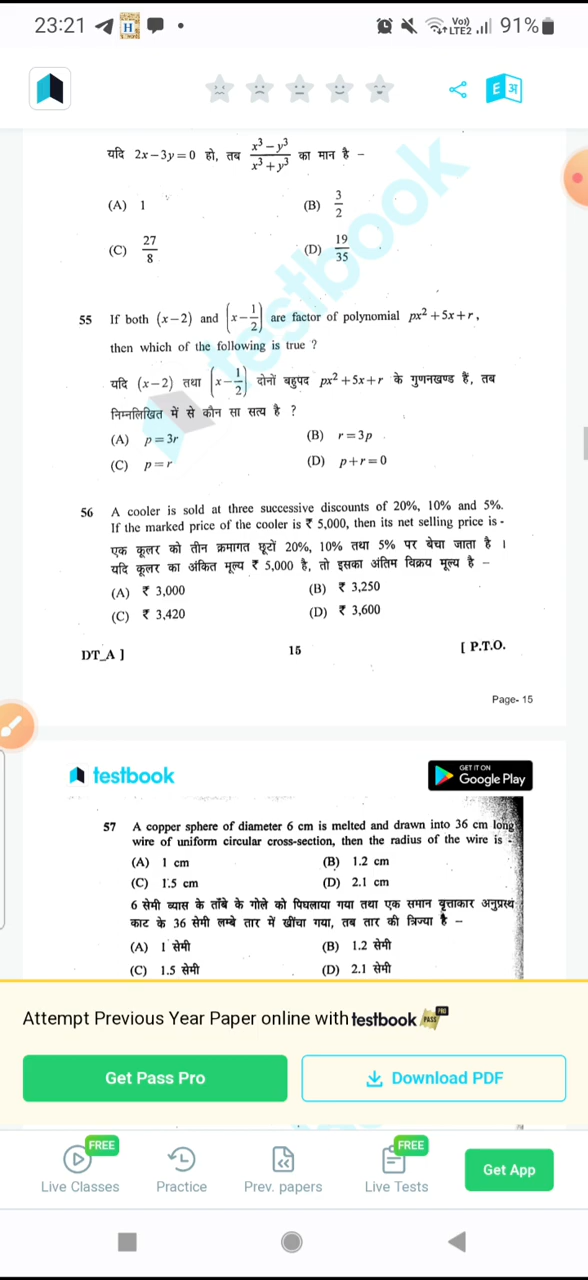 23:21
H
Vo))
LTE2
91%
E अ
यदि 2x−3y=0 हो, तब (x³−y³)/(x³+y³) का मान है −
(A) 1 (B) 3/2
(C) 27/8 (D) 19/35
55 If both (x−2) and (x−1/2) are factor of polynomial px²+5x+r,
then which of the following is true ?
यदि (x−2) तथा (x−1/2) दोनों बहुपद px²+5x+r के गुणनखण्ड हैं, तब
निम्नलिखित में से कौन सा सत्य है ?
(A) p=3r (B) r=3p
(C) p=r (D) p+r=0
56 A cooler is sold at three successive discounts of 20%, 10% and 5%.
If the marked price of the cooler is ₹ 5,000, then its net selling price is -
एक कूलर को तीन क्रमागत छूटों 20%, 10% तथा 5% पर बेचा जाता है ।
यदि कूलर का अंकित मूल्य ₹ 5,000 है, तो इसका अंतिम विक्रय मूल्य है −
(A) ₹ 3,000 (B) ₹ 3,250
(C) ₹ 3,420 (D) ₹ 3,600
DT_A ] 15 [ P.T.O.
Page- 15
testbook
testbook
GET IT ON
Google Play
57 A copper sphere of diameter 6 cm is melted and drawn into 36 cm long
wire of uniform circular cross-section, then the radius of the wire is -
(A) 1 cm (B) 1.2 cm
(C) 1.5 cm (D) 2.1 cm
6 सेमी व्यास के ताँबे के गोले को पिघलाया गया तथा एक समान वृत्ताकार अनुप्रस्थ
काट के 36 सेमी लम्बे तार में खींचा गया, तब तार की त्रिज्या है −
(A) 1 सेमी (B) 1.2 सेमी
(C) 1.5 सेमी (D) 2.1 सेमी
Attempt Previous Year Paper online with testbook PASS PRO
Get Pass Pro
Download PDF
FREE FREE
Live Classes Practice Prev. papers Live Tests Get App